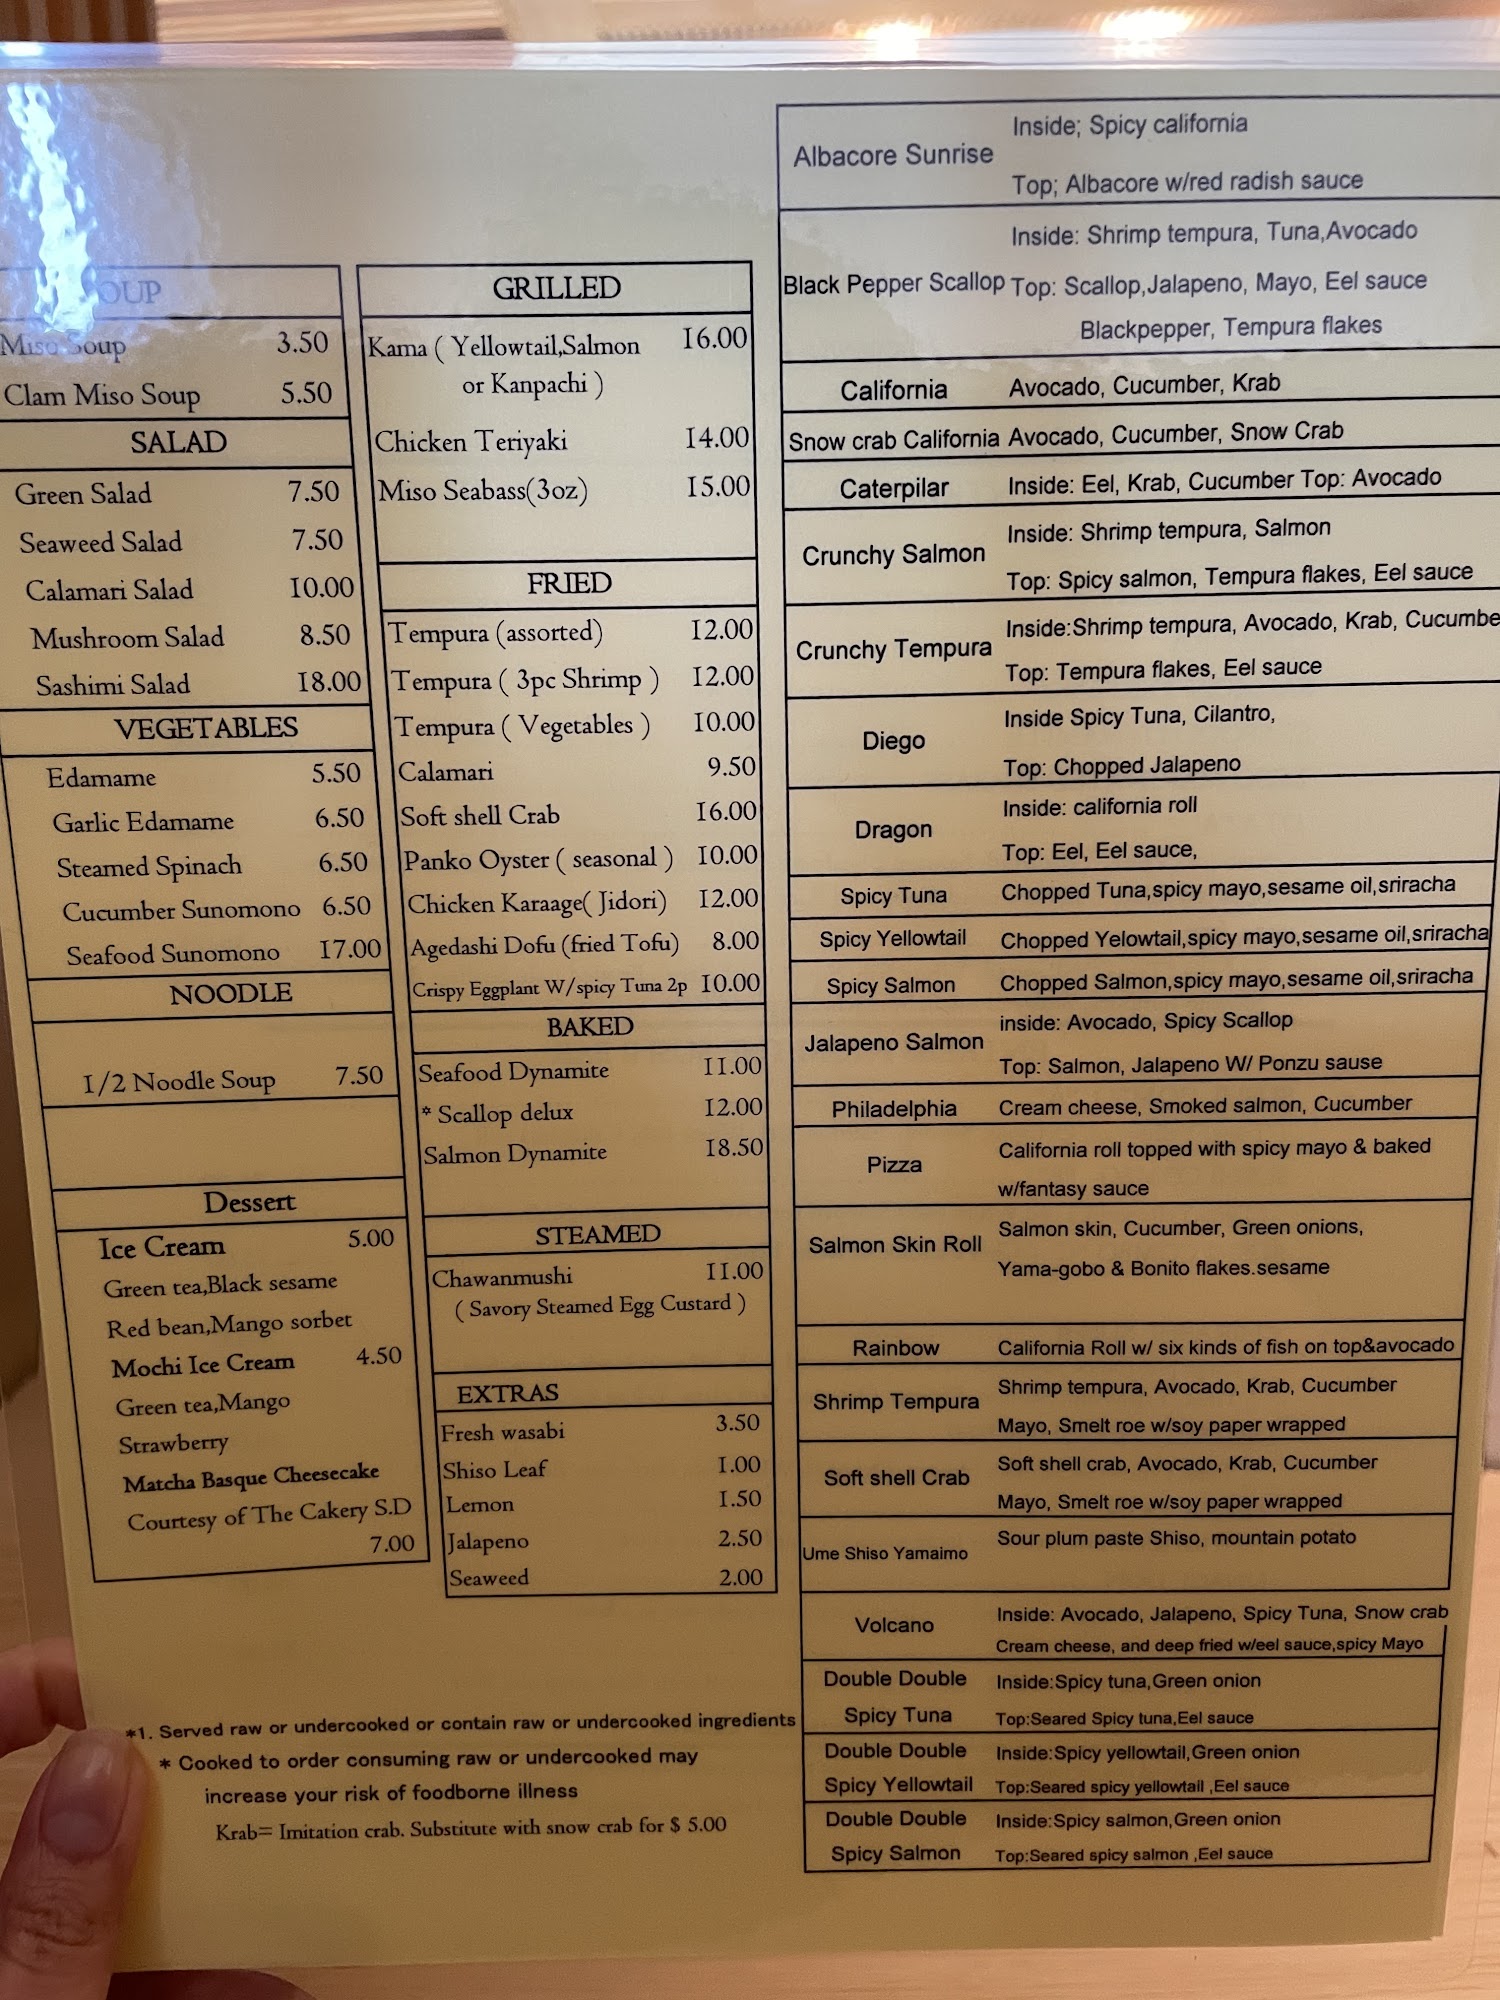 SOUP
Miso Soup 3.50
Clam Miso Soup 5.50
SALAD
Green Salad 7.50
Seaweed Salad 7.50
Calamari Salad 10.00
Mushroom Salad 8.50
Sashimi Salad 18.00
VEGETABLES
Edamame 5.50
Garlic Edamame 6.50
Steamed Spinach 6.50
Cucumber Sunomono 6.50
Seafood Sunomono 17.00
NOODLE
1/2 Noodle Soup 7.50
Dessert
Ice Cream 5.00
Green tea,Black sesame
Red bean,Mango sorbet
Mochi Ice Cream 4.50
Green tea,Mango
Strawberry
Matcha Basque Cheesecake
Courtesy of The Cakery S.D
7.00
GRILLED
Kama ( Yellowtail,Salmon 16.00
or Kanpachi )
Chicken Teriyaki 14.00
Miso Seabass(3oz) 15.00
FRIED
Tempura (assorted) 12.00
Tempura ( 3pc Shrimp ) 12.00
Tempura ( Vegetables ) 10.00
Calamari 9.50
Soft shell Crab 16.00
Panko Oyster ( seasonal ) 10.00
Chicken Karaage( Jidori) 12.00
Agedashi Dofu (fried Tofu) 8.00
Crispy Eggplant W/spicy Tuna 2p 10.00
BAKED
Seafood Dynamite 11.00
* Scallop delux 12.00
Salmon Dynamite 18.50
STEAMED
Chawanmushi 11.00
( Savory Steamed Egg Custard )
EXTRAS
Fresh wasabi 3.50
Shiso Leaf 1.00
Lemon 1.50
Jalapeno 2.50
Seaweed 2.00
*1. Served raw or undercooked or contain raw or undercooked ingredients
* Cooked to order consuming raw or undercooked may
increase your risk of foodborne illness
Krab= Imitation crab. Substitute with snow crab for $ 5.00
Inside; Spicy california
Albacore Sunrise
Top; Albacore w/red radish sauce
Inside: Shrimp tempura, Tuna,Avocado
Black Pepper Scallop Top: Scallop,Jalapeno, Mayo, Eel sauce
Blackpepper, Tempura flakes
California Avocado, Cucumber, Krab
Snow crab California Avocado, Cucumber, Snow Crab
Caterpilar Inside: Eel, Krab, Cucumber Top: Avocado
Inside: Shrimp tempura, Salmon
Crunchy Salmon
Top: Spicy salmon, Tempura flakes, Eel sauce
Inside:Shrimp tempura, Avocado, Krab, Cucumbe
Crunchy Tempura
Top: Tempura flakes, Eel sauce
Inside Spicy Tuna, Cilantro,
Diego
Top: Chopped Jalapeno
Inside: california roll
Dragon
Top: Eel, Eel sauce,
Spicy Tuna Chopped Tuna,spicy mayo,sesame oil,sriracha
Spicy Yellowtail Chopped Yelowtail,spicy mayo,sesame oil,sriracha
Spicy Salmon Chopped Salmon,spicy mayo,sesame oil,sriracha
inside: Avocado, Spicy Scallop
Jalapeno Salmon
Top: Salmon, Jalapeno W/ Ponzu sause
Philadelphia Cream cheese, Smoked salmon, Cucumber
California roll topped with spicy mayo & baked
Pizza
w/fantasy sauce
Salmon skin, Cucumber, Green onions,
Salmon Skin Roll
Yama-gobo & Bonito flakes.sesame
Rainbow California Roll w/ six kinds of fish on top&avocado
Shrimp tempura, Avocado, Krab, Cucumber
Shrimp Tempura
Mayo, Smelt roe w/soy paper wrapped
Soft shell crab, Avocado, Krab, Cucumber
Soft shell Crab
Mayo, Smelt roe w/soy paper wrapped
Sour plum paste Shiso, mountain potato
Ume Shiso Yamaimo
Inside: Avocado, Jalapeno, Spicy Tuna, Snow crab
Volcano
Cream cheese, and deep fried w/eel sauce,spicy Mayo
Double Double Inside:Spicy tuna,Green onion
Spicy Tuna Top:Seared Spicy tuna,Eel sauce
Double Double Inside:Spicy yellowtail,Green onion
Spicy Yellowtail Top:Seared spicy yellowtail ,Eel sauce
Double Double Inside:Spicy salmon,Green onion
Spicy Salmon Top:Seared spicy salmon ,Eel sauce